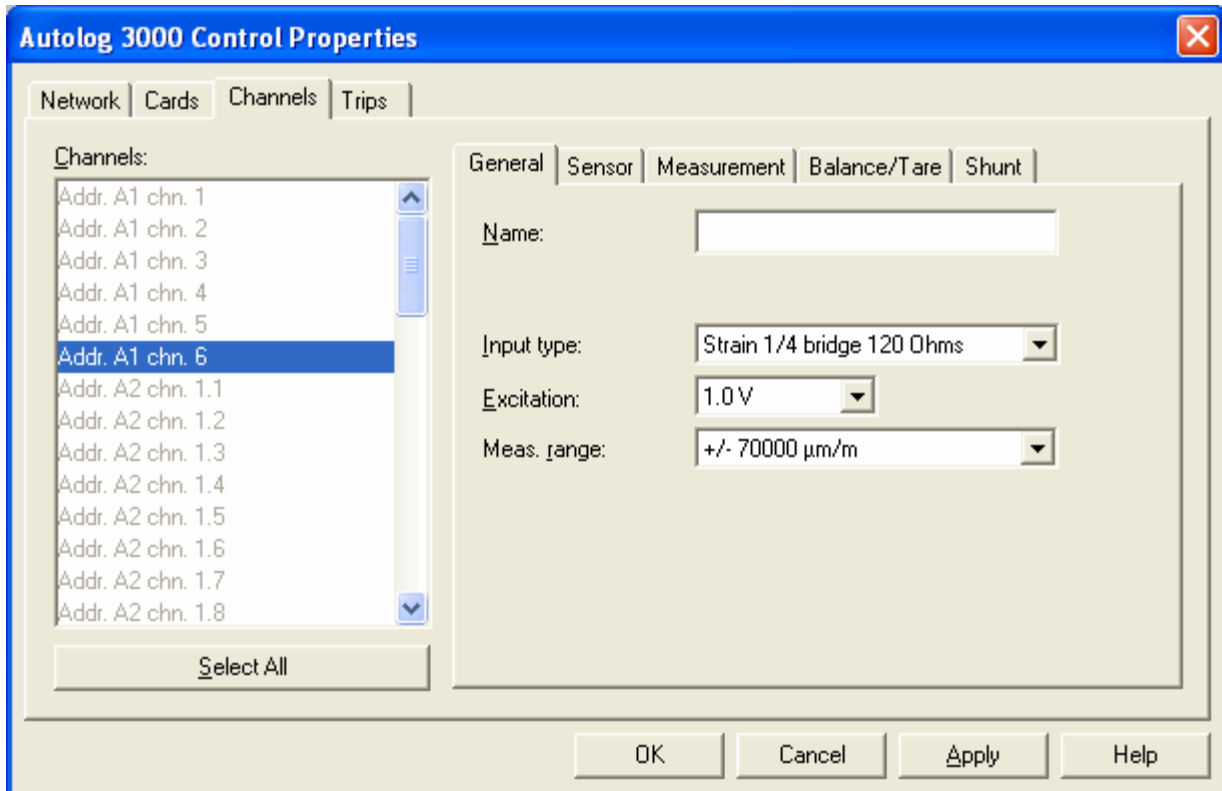 Autolog 3000 Control Properties
Network Cards Channels Trips
Channels:
Addr. A1 chn. 1
Addr. A1 chn. 2
Addr. A1 chn. 3
Addr. A1 chn. 4
Addr. A1 chn. 5
Addr. A1 chn. 6
Addr. A2 chn. 1.1
Addr. A2 chn. 1.2
Addr. A2 chn. 1.3
Addr. A2 chn. 1.4
Addr. A2 chn. 1.5
Addr. A2 chn. 1.6
Addr. A2 chn. 1.7
Addr. A2 chn. 1.8
Select All
General Sensor Measurement Balance/Tare Shunt
Name:
Input type: Strain 1/4 bridge 120 Ohms
Excitation: 1.0 V
Meas. range: +/- 70000 µm/m
OK Cancel Apply Help